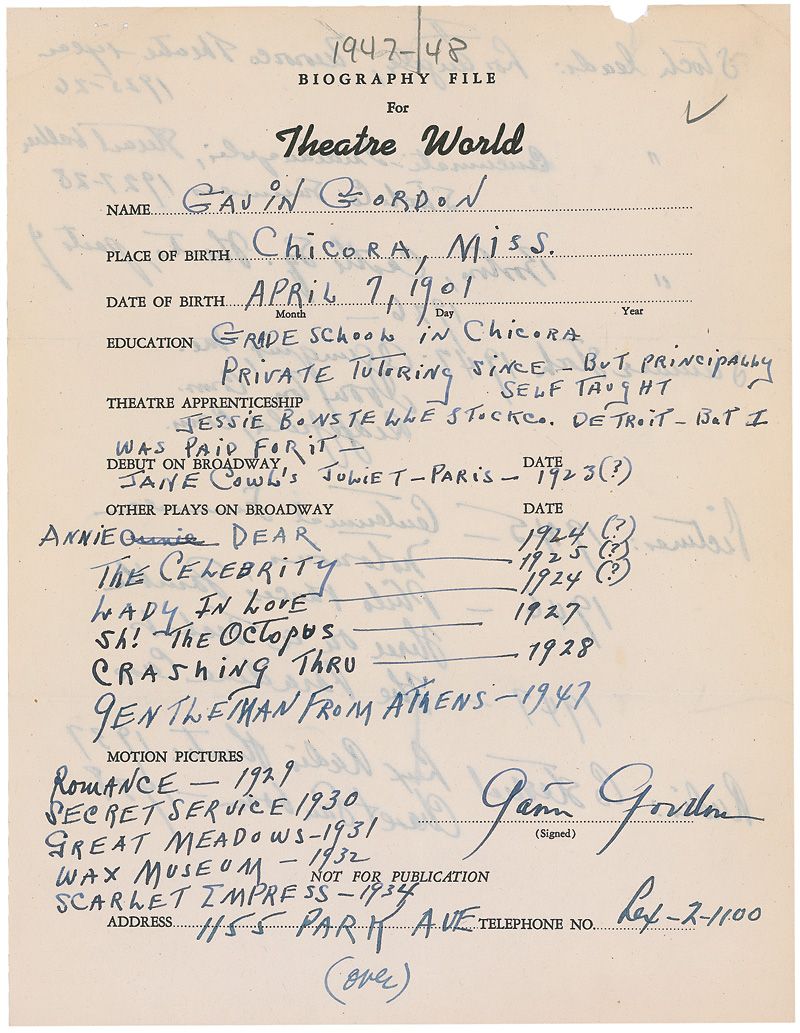 1947-48
BIOGRAPHY FILE
For
Theatre World
NAME GAVIN GORDON
PLACE OF BIRTH CHICORA, MISS.
DATE OF BIRTH APRIL 7, 1901
Month Day Year
EDUCATION GRADE SCHOOL IN CHICORA
PRIVATE TUTORING SINCE - BUT PRINCIPALLY
SELF TAUGHT
THEATRE APPRENTICESHIP
JESSIE BONSTELLE STOCK CO. DETROIT - BUT I
WAS PAID FOR IT -
DEBUT ON BROADWAY DATE
JANE COWL'S JULIET - PARIS - 1923 (?)
OTHER PLAYS ON BROADWAY DATE
ANNIE DEAR 1924 (?)
THE CELEBRITY 1925 (?)
LADY IN LOVE 1924 (?)
SH! THE OCTOPUS 1927
CRASHING THRU 1928
GENTLEMAN FROM ATHENS - 1947
MOTION PICTURES
ROMANCE - 1929
SECRET SERVICE 1930
GREAT MEADOWS - 1931
WAX MUSEUM - 1932
SCARLET IMPRESS - 1934
Gavin Gordon
(Signed)
NOT FOR PUBLICATION
ADDRESS 1155 PARK AVE TELEPHONE NO. Lex-2-1100
(over)